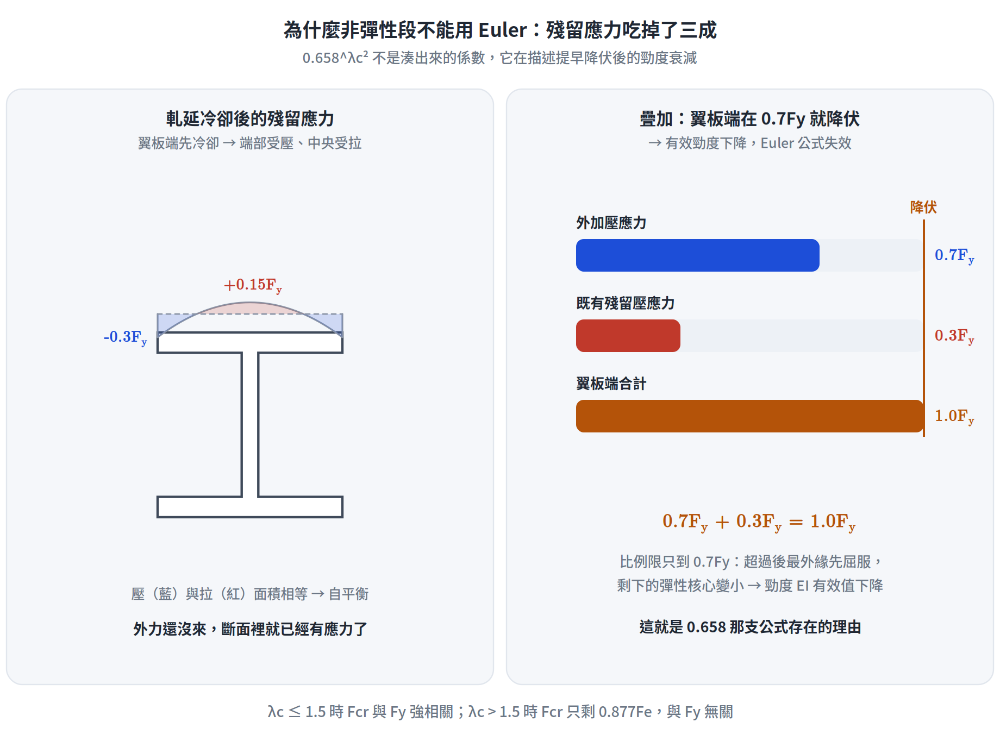 為什麼非彈性段不能用 Euler：殘留應力吃掉了三成
0.658^λc² 不是湊出來的係數，它在描述提早降伏後的勁度衰減
軋延冷卻後的殘留應力
翼板端先冷卻 → 端部受壓、中央受拉
+0.15Fy
-0.3Fy
壓（藍）與拉（紅）面積相等 → 自平衡
外力還沒來，斷面裡就已經有應力了
疊加：翼板端在 0.7Fy 就降伏
→ 有效勁度下降，Euler 公式失效
降伏
外加壓應力
0.7Fy
既有殘留壓應力
0.3Fy
翼板端合計
1.0Fy
0.7Fy + 0.3Fy = 1.0Fy
比例限只到 0.7Fy：超過後最外緣先屈服，
剩下的彈性核心變小 → 勁度 EI 有效值下降
這就是 0.658 那支公式存在的理由
λc ≤ 1.5 時 Fcr 與 Fy 強相關；λc > 1.5 時 Fcr 只剩 0.877Fe，與 Fy 無關